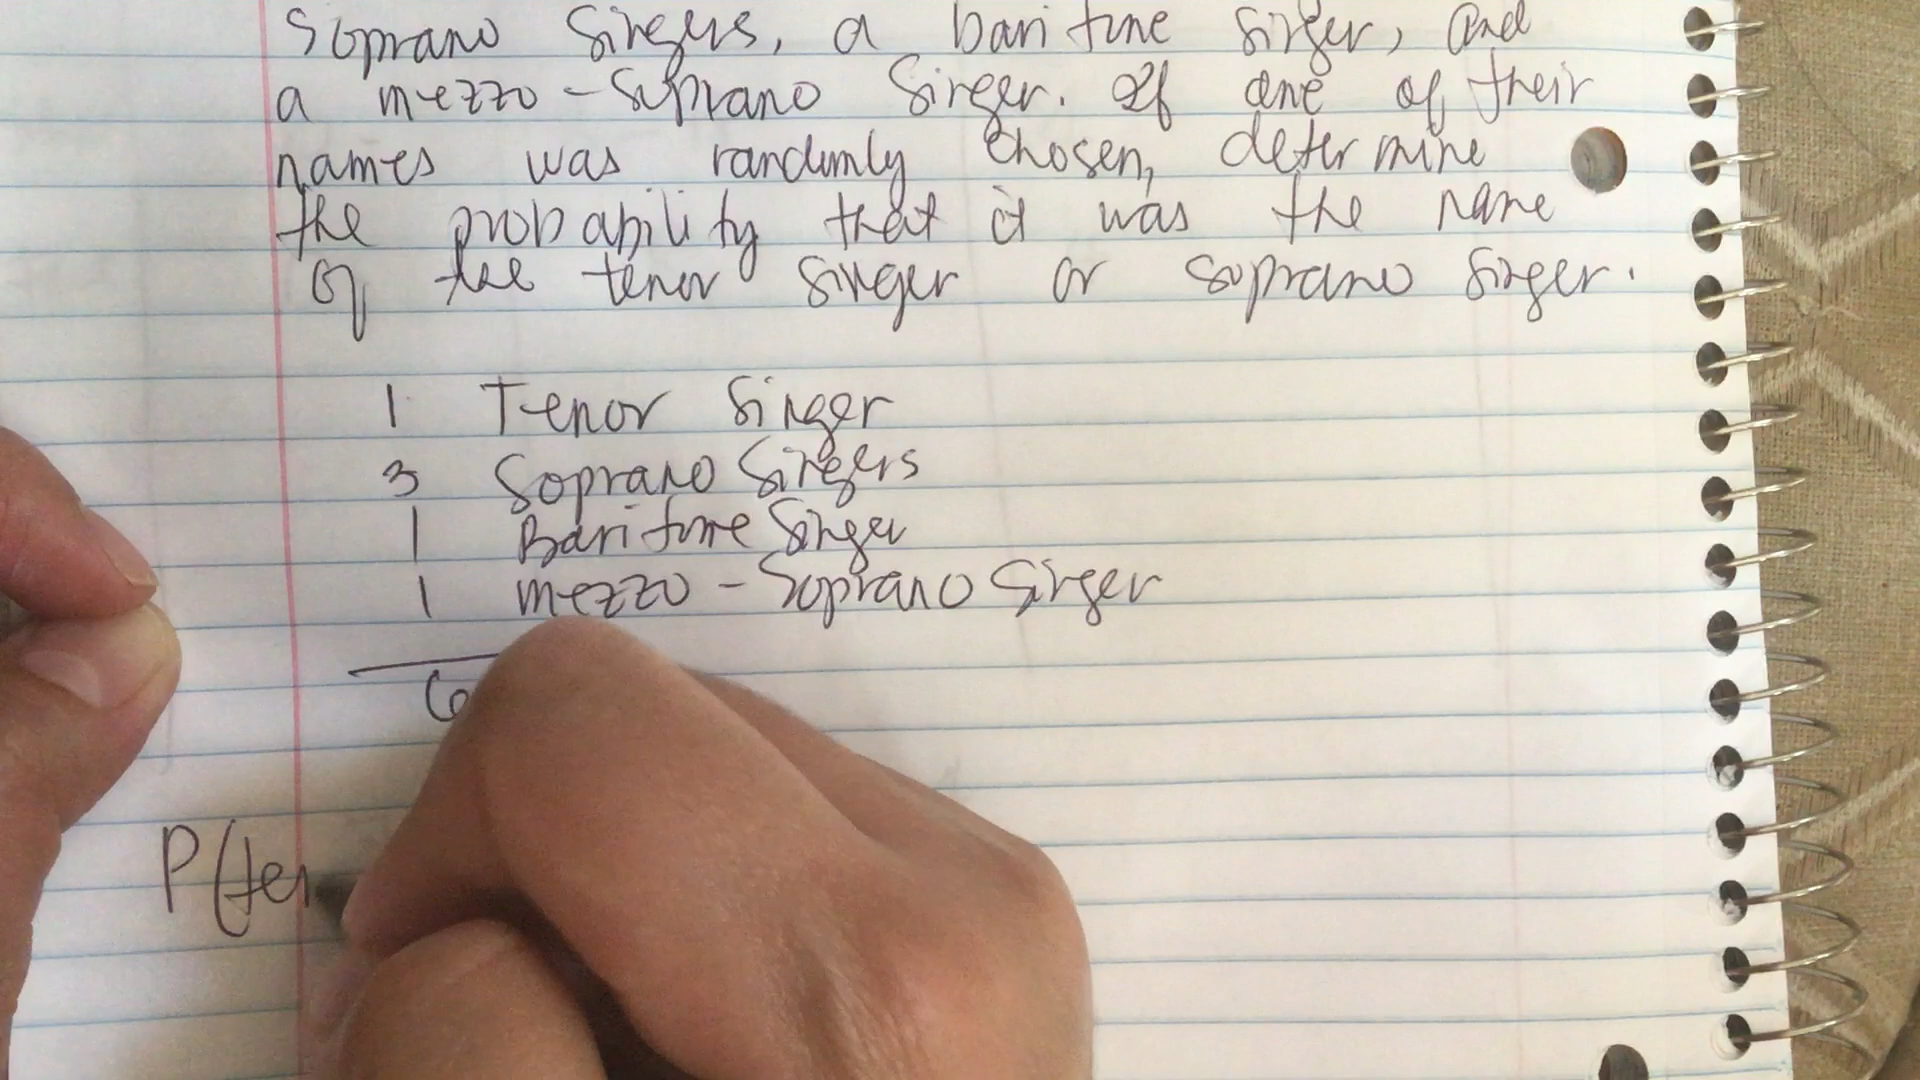 Soprano singers, a baritone singer, and
a mezzo-soprano singer. If one of their
names was randomly chosen, determine
the probability that it was the name
of the tenor singer or soprano singer.
1 Tenor Singer
3 Soprano Singers
1 Baritone Singer
1 mezzo-Soprano Singer
6
P(ten